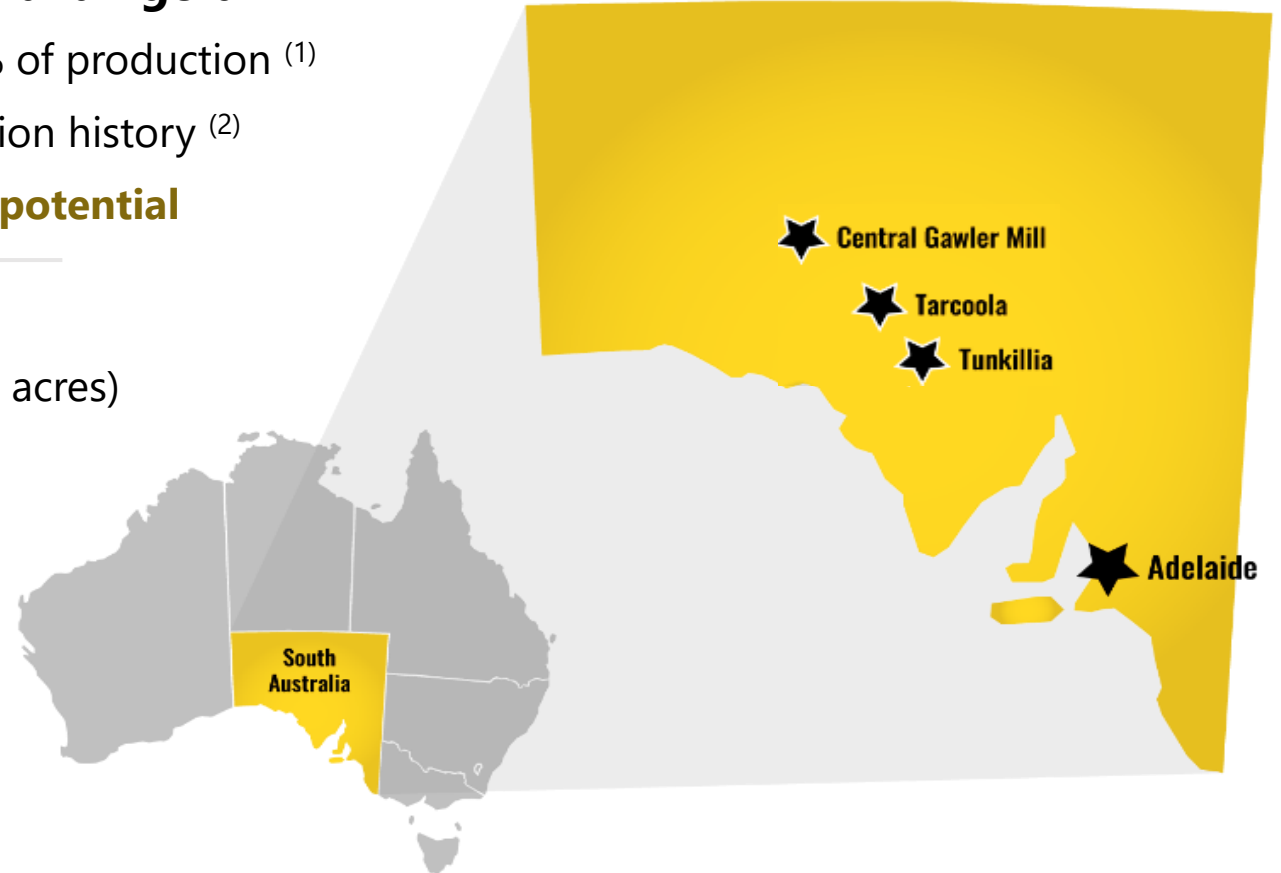 of production (1)
ion history (2)
potential
acres)
Central Gawler Mill
Tarcoola
Tunkillia
Adelaide
South
Australia